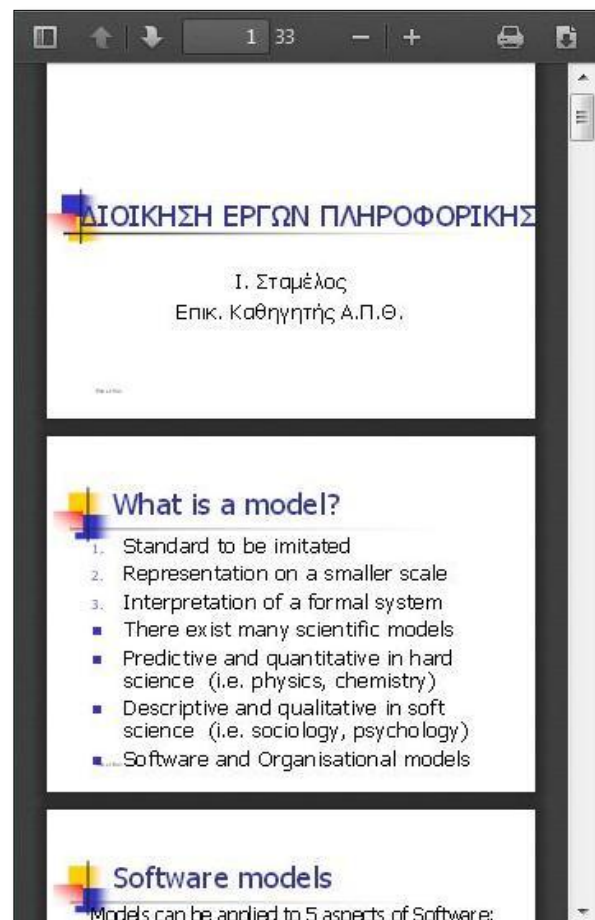 1 33
ΔΙΟΙΚΗΣΗ ΕΡΓΩΝ ΠΛΗΡΟΦΟΡΙΚΗΣ
Ι. Σταμέλος
Επικ. Καθηγητής Α.Π.Θ.
What is a model?
1. Standard to be imitated
2. Representation on a smaller scale
3. Interpretation of a formal system
There exist many scientific models
Predictive and quantitative in hard
science (i.e. physics, chemistry)
Descriptive and qualitative in soft
science (i.e. sociology, psychology)
Software and Organisational models
Software models
Models can be applied to 5 aspects of Software: